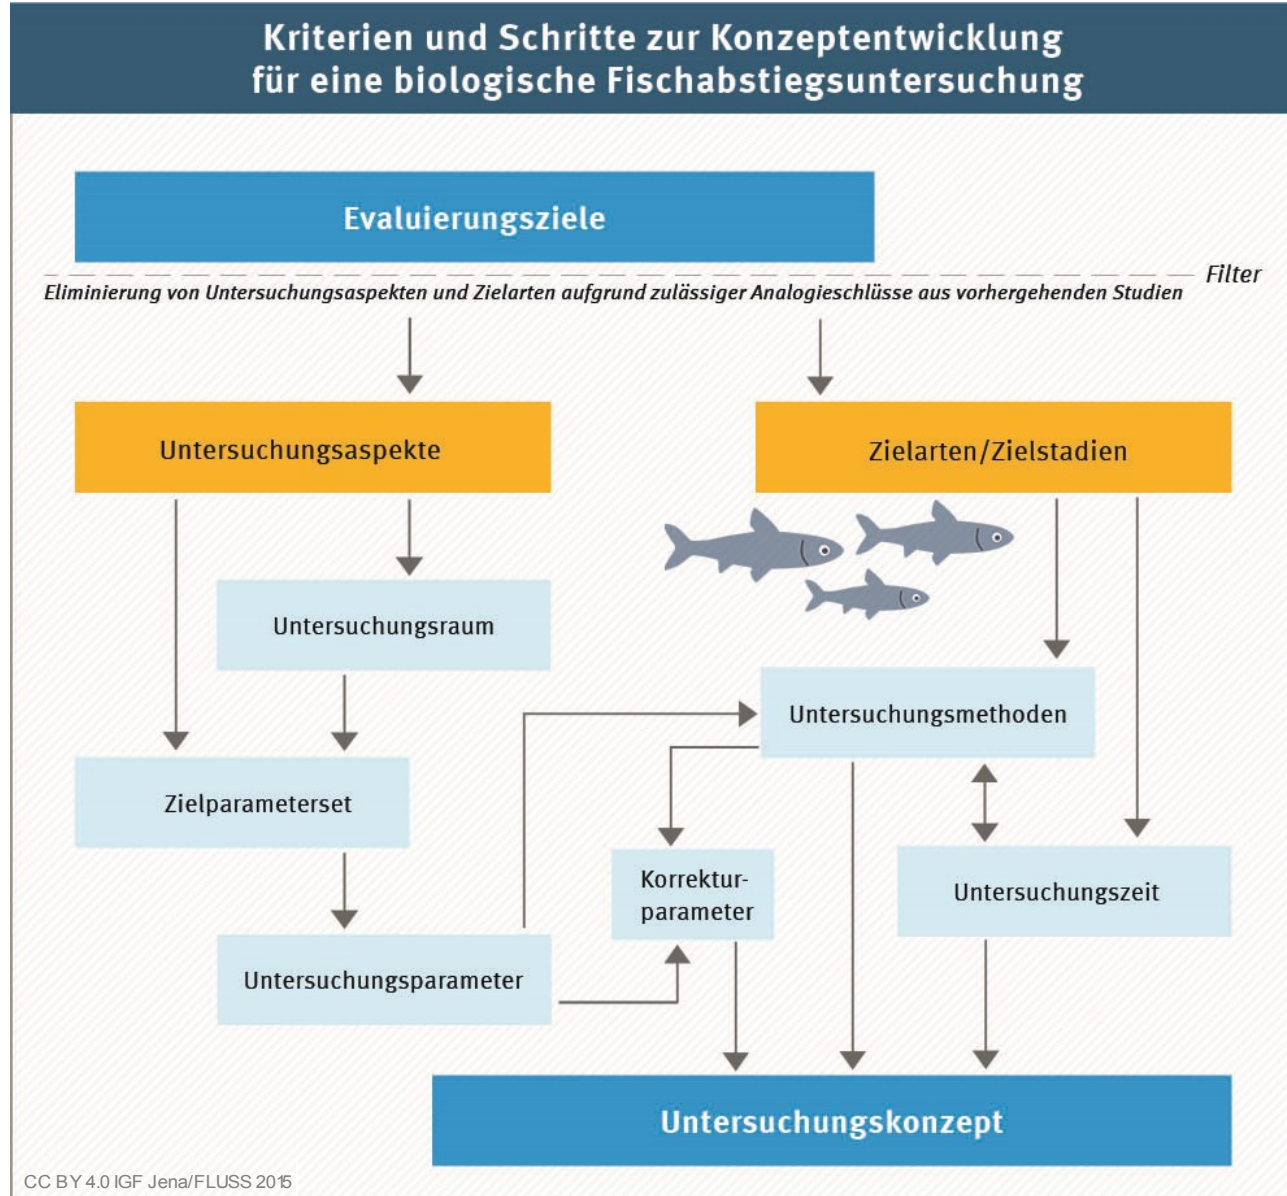 Kriterien und Schritte zur Konzeptentwicklung
für eine biologische Fischabstiegsuntersuchung
Evaluierungsziele
Filter
Eliminierung von Untersuchungsaspekten und Zielarten aufgrund zulässiger Analogieschlüsse aus vorhergehenden Studien
Untersuchungsaspekte
Zielarten/Zielstadien
Untersuchungsraum
Untersuchungsmethoden
Zielparameterset
Korrektur-
parameter
Untersuchungszeit
Untersuchungsparameter
Untersuchungskonzept
CC BY 4.0 IGF Jena/FLUSS 2015